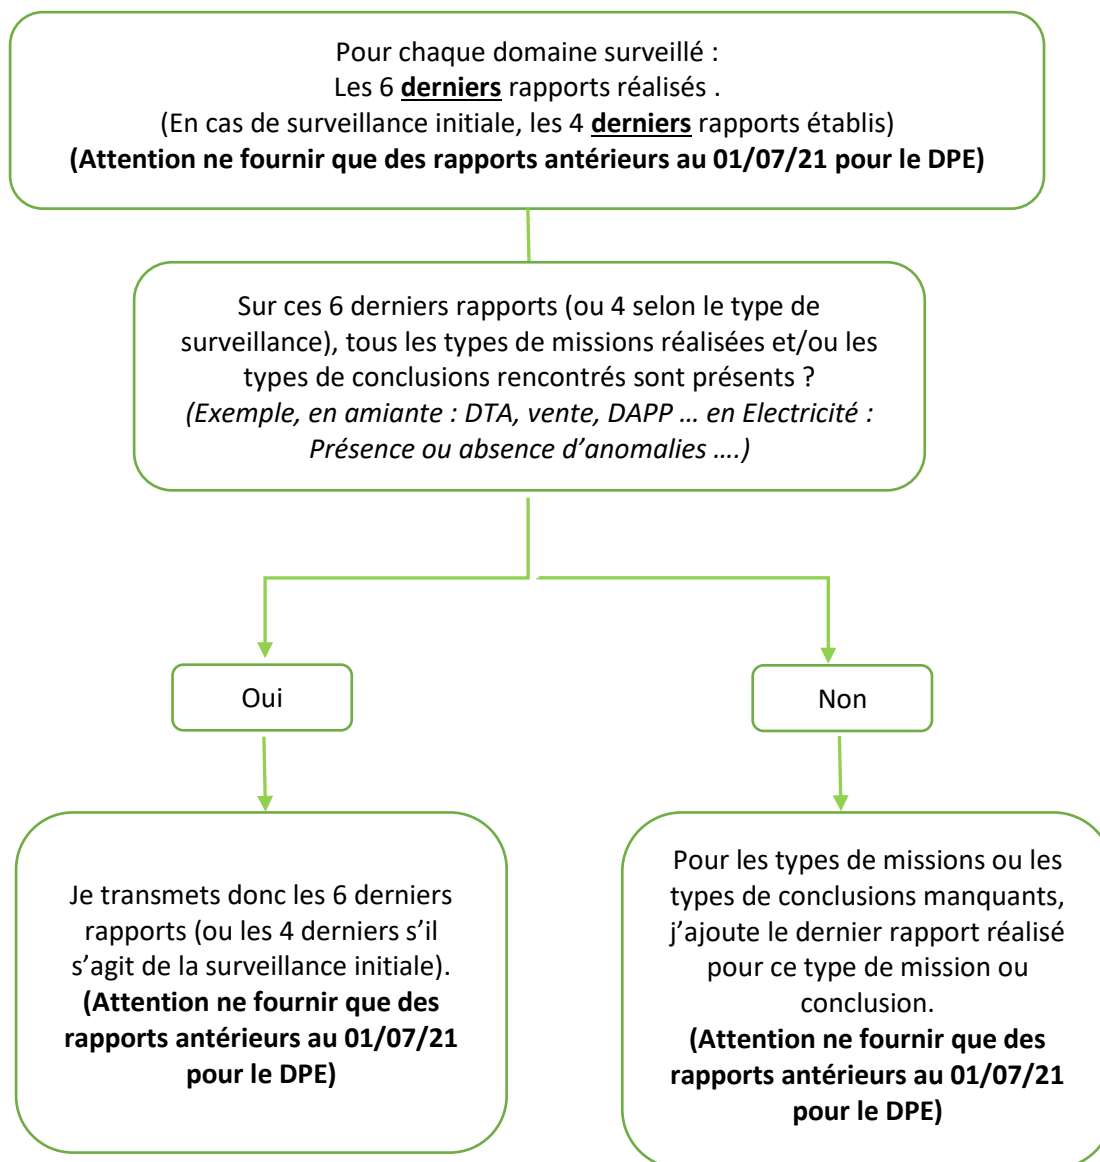 Pour chaque domaine surveillé :
Les 6 derniers rapports réalisés .
(En cas de surveillance initiale, les 4 derniers rapports établis)
(Attention ne fournir que des rapports antérieurs au 01/07/21 pour le DPE)
Sur ces 6 derniers rapports (ou 4 selon le type de
surveillance), tous les types de missions réalisées et/ou les
types de conclusions rencontrés sont présents ?
(Exemple, en amiante : DTA, vente, DAPP … en Electricité :
Présence ou absence d’anomalies ….)
Oui
Non
Je transmets donc les 6 derniers
rapports (ou les 4 derniers s’il
s’agit de la surveillance initiale).
(Attention ne fournir que des
rapports antérieurs au 01/07/21
pour le DPE)
Pour les types de missions ou les
types de conclusions manquants,
j’ajoute le dernier rapport réalisé
pour ce type de mission ou
conclusion.
(Attention ne fournir que des
rapports antérieurs au 01/07/21
pour le DPE)